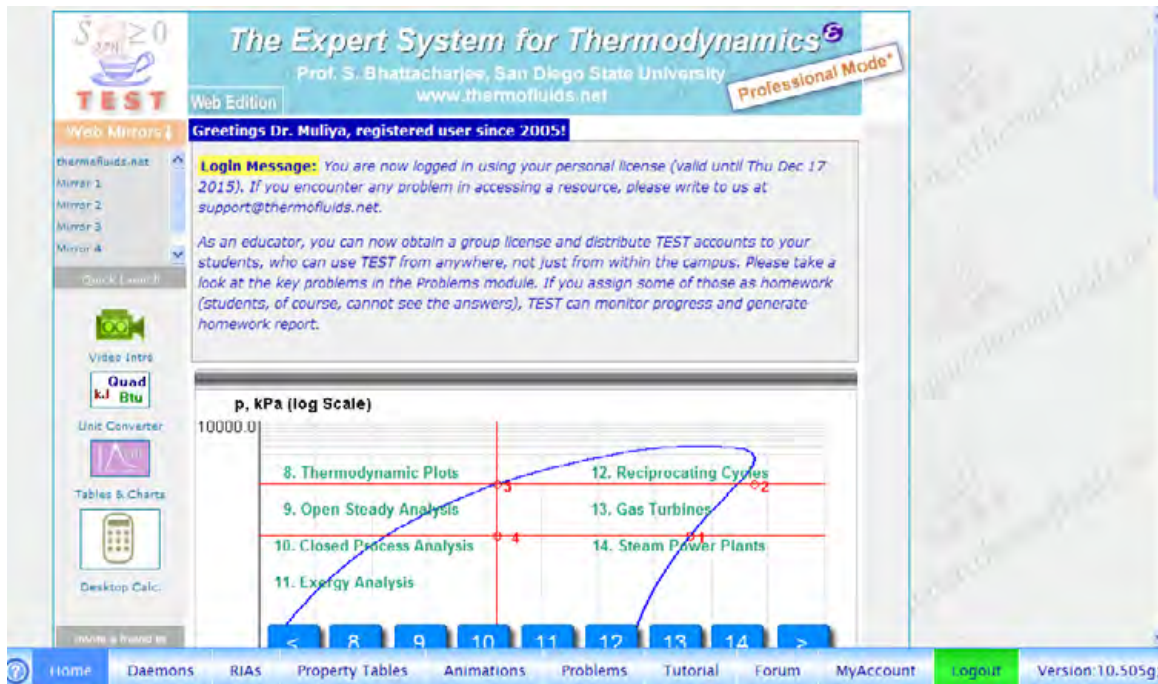 S ≥ 0
TEST
The Expert System for Thermodynamics
Prof. S. Bhattacharjee, San Diego State University
www.thermofluids.net
Web Edition
Professional Mode*
Web Mirrors
thermofluids.net
Mirror 1
Mirror 2
Mirror 3
Mirror 4
Quick Launch
Video Intro
Quad
kJ Btu
Unit Converter
Tables & Charts
Desktop Calc.
Invite a friend to
Greetings Dr. Muliya, registered user since 2005!
Login Message: You are now logged in using your personal license (valid until Thu Dec 17
2015). If you encounter any problem in accessing a resource, please write to us at
support@thermofluids.net.
As an educator, you can now obtain a group license and distribute TEST accounts to your
students, who can use TEST from anywhere, not just from within the campus. Please take a
look at the key problems in the Problems module. If you assign some of those as homework
(students, of course, cannot see the answers), TEST can monitor progress and generate
homework report.
p, kPa (log Scale)
10000.0
8. Thermodynamic Plots
12. Reciprocating Cycles
3
2
9. Open Steady Analysis
13. Gas Turbines
4
1
10. Closed Process Analysis
14. Steam Power Plants
11. Exergy Analysis
< 8 9 10 11 12 13 14 >
? Home Daemons RIAs Property Tables Animations Problems Tutorial Forum MyAccount Logout Version:10.505g